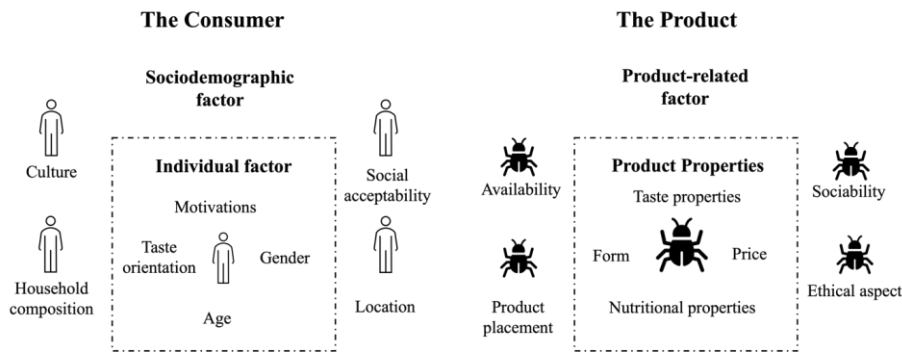 The Consumer
The Product
Sociodemographic
factor
Product-related
factor
Culture
Individual factor
Social
acceptability
Motivations
Taste
orientation
Gender
Household
composition
Age
Location
Availability
Product Properties
Taste properties
Sociability
Form
Price
Product
placement
Nutritional properties
Ethical aspect